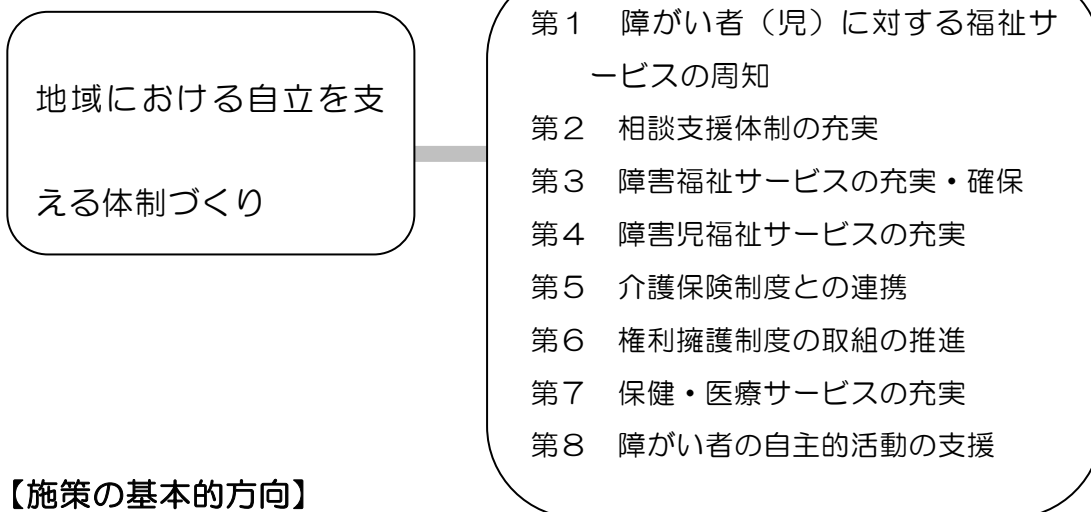 地域における自立を支
える体制づくり
第１　障がい者（児）に対する福祉サ
ービスの周知
第２　相談支援体制の充実
第３　障害福祉サービスの充実・確保
第４　障害児福祉サービスの充実
第５　介護保険制度との連携
第６　権利擁護制度の取組の推進
第７　保健・医療サービスの充実
第８　障がい者の自主的活動の支援
【施策の基本的方向】